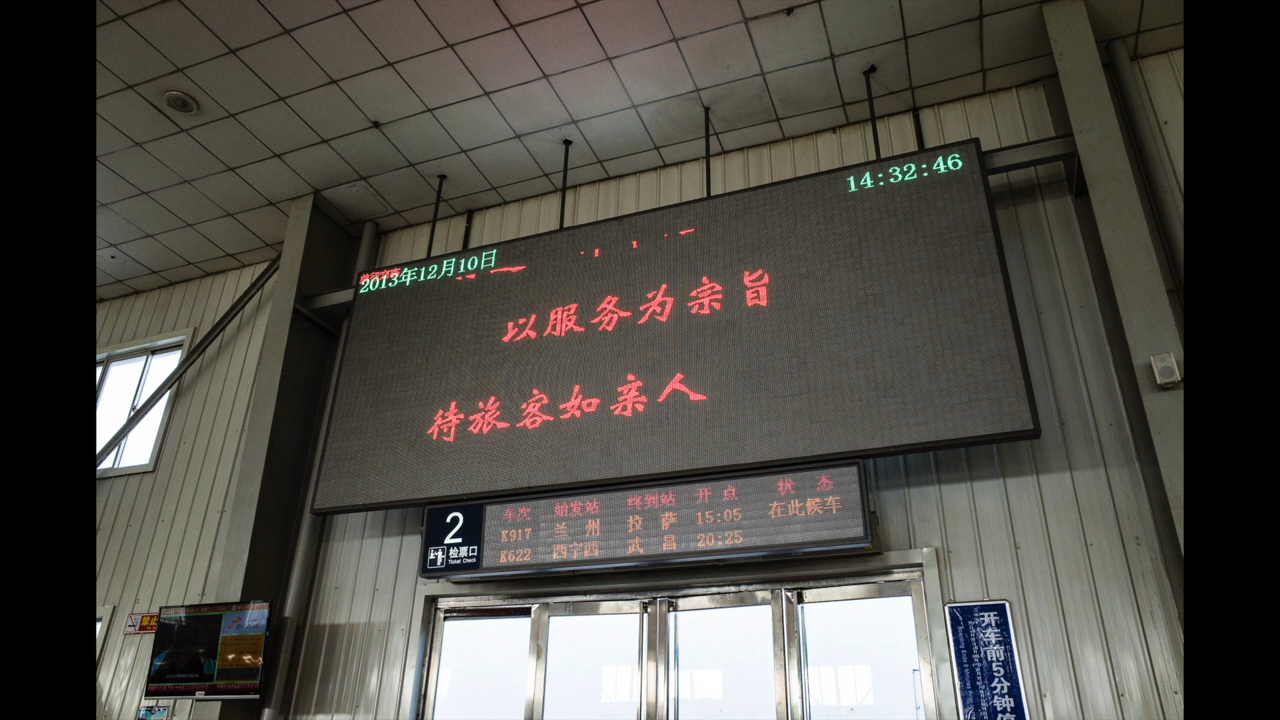 14:32:46
2013年12月10日
以服务为宗旨
待旅客如亲人
2 检票口
Ticket Check
车次 始发站 终到站 开点 状态
K917 兰州 拉萨 15:05 在此候车
K622 西宁西 武昌 20:25
禁止
开车前5分钟停